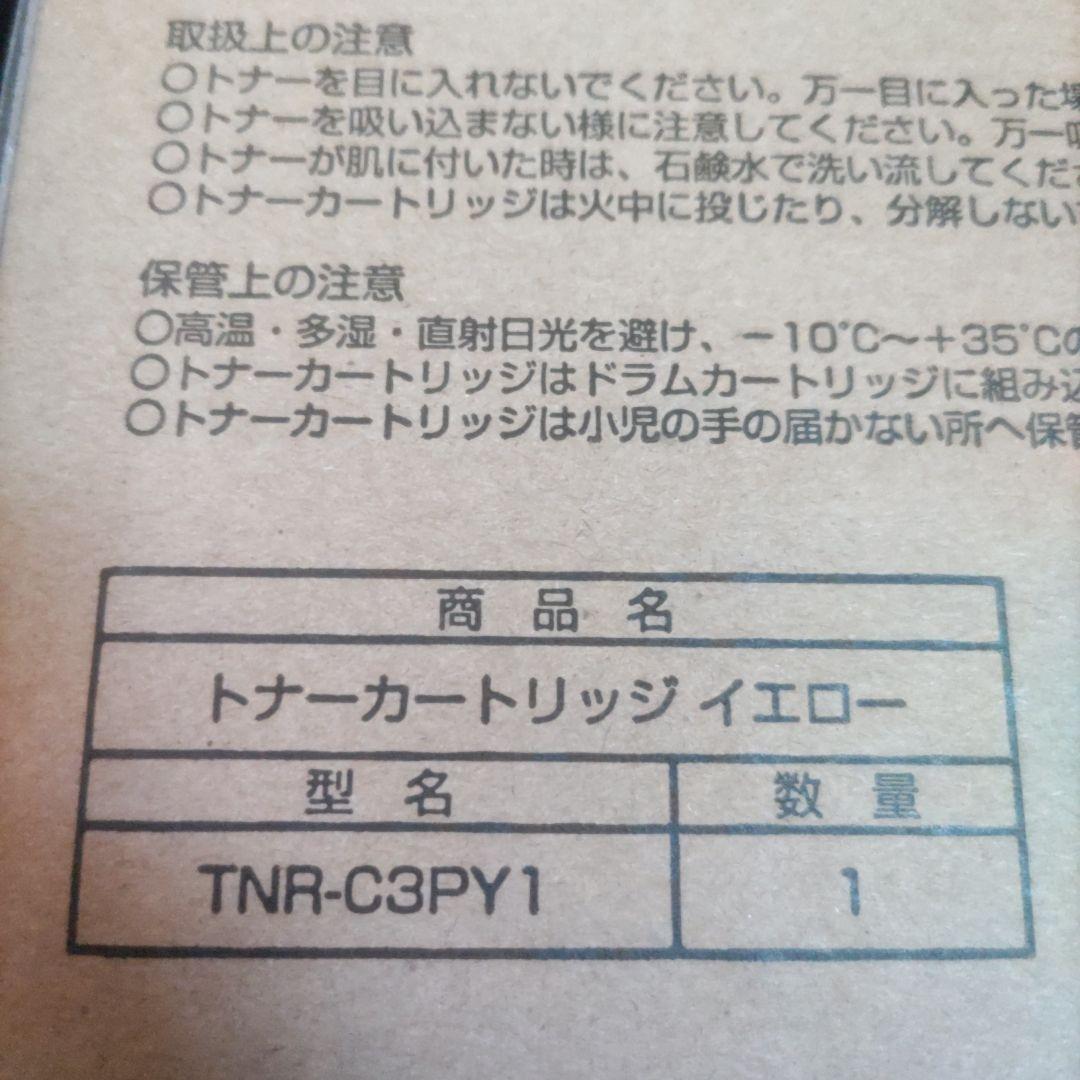 取扱上の注意
○トナーを目に入れないでください。万一目に入った場
○トナーを吸い込まない様に注意してください。万一吸
○トナーが肌に付いた時は、石鹸水で洗い流してくださ
○トナーカートリッジは火中に投じたり、分解しないで
保管上の注意
○高温・多湿・直射日光を避け、－10℃～＋35℃の
○トナーカートリッジはドラムカートリッジに組み込
○トナーカートリッジは小児の手の届かない所へ保管
商 品 名
トナーカートリッジ イエロー
型 名 数 量
TNR-C3PY1 1